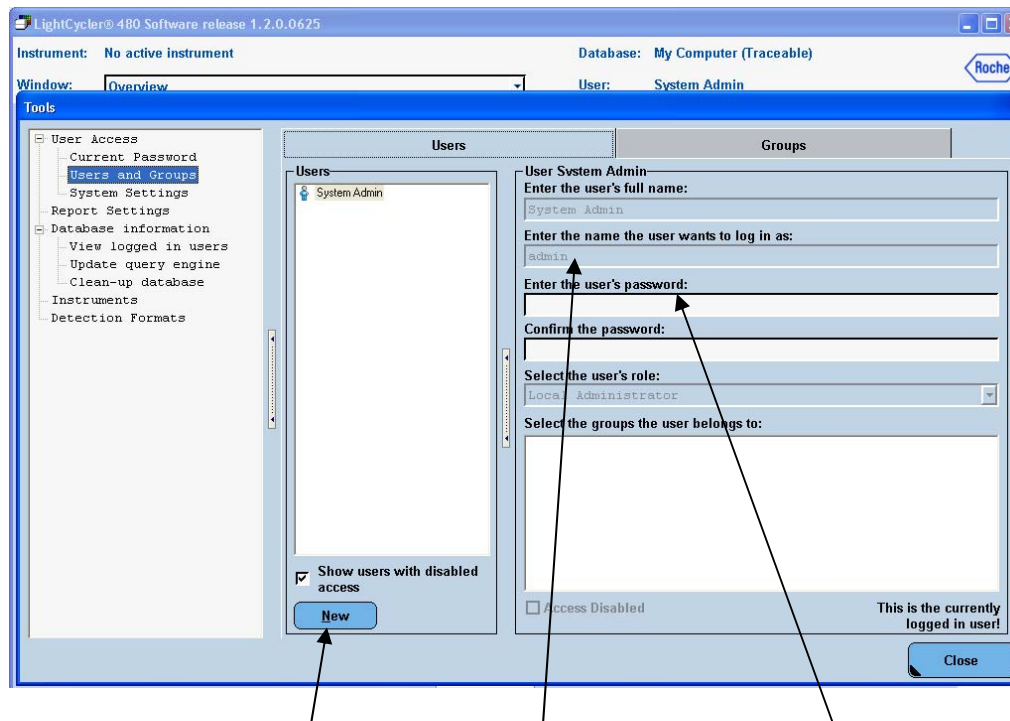 LightCycler® 480 Software release 1.2.0.0625
Instrument: No active instrument
Database: My Computer (Traceable)
Roche
Window: Overview
User: System Admin
Tools
User Access
Current Password
Users and Groups
System Settings
Report Settings
Database information
View logged in users
Update query engine
Clean-up database
Instruments
Detection Formats
Users
Groups
Users
System Admin
Show users with disabled
access
New
User System Admin
Enter the user's full name:
System Admin
Enter the name the user wants to log in as:
admin
Enter the user's password:
Confirm the password:
Select the user's role:
Local Administrator
Select the groups the user belongs to:
Access Disabled
This is the currently
logged in user!
Close